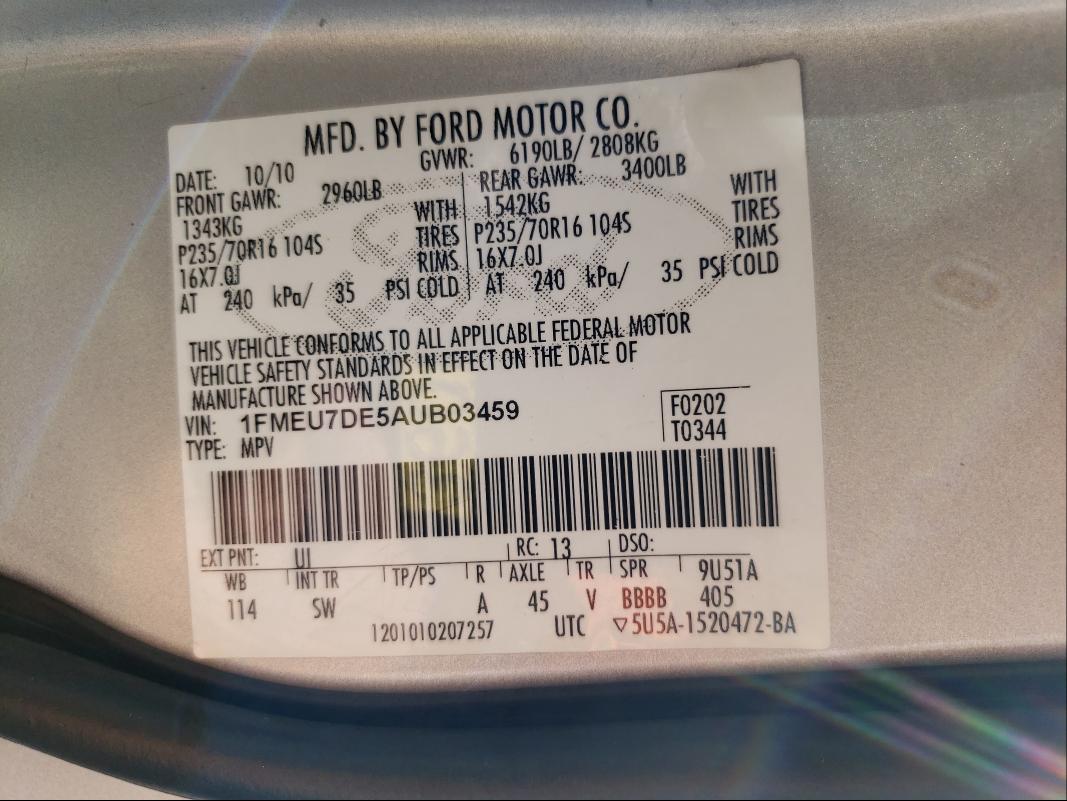 MFD. BY FORD MOTOR CO.
DATE: 10/10 GVWR: 6190LB/ 2808KG
FRONT GAWR: 2960LB REAR GAWR: 3400LB
1343KG WITH 1542KG WITH
P235/70R16 104S TIRES P235/70R16 104S TIRES
16X7.0J RIMS 16X7.0J RIMS
AT 240 kPa/ 35 PSI COLD AT 240 kPa/ 35 PSI COLD
THIS VEHICLE CONFORMS TO ALL APPLICABLE FEDERAL MOTOR
VEHICLE SAFETY STANDARDS IN EFFECT ON THE DATE OF
MANUFACTURE SHOWN ABOVE.
VIN: 1FMEU7DE5AUB03459 F0202
TYPE: MPV T0344
EXT PNT: UI RC: 13 DSO:
WB INT TR TP/PS R AXLE TR SPR 9U51A
114 SW A 45 V BBBB 405
1201010207257 UTC ▽5U5A-1520472-BA